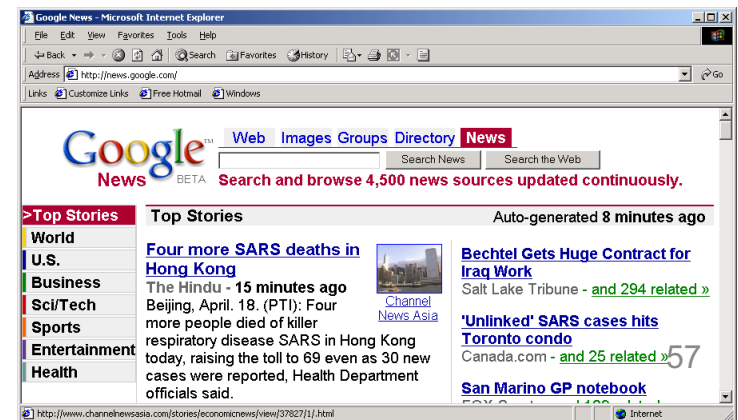 Google News - Microsoft Internet Explorer
File Edit View Favorites Tools Help
Back Search Favorites History
Address http://news.google.com/ Go
Links Customize Links Free Hotmail Windows
Google™ Web Images Groups Directory News
Search News Search the Web
News BETA Search and browse 4,500 news sources updated continuously.
>Top Stories
World
U.S.
Business
Sci/Tech
Sports
Entertainment
Health
Top Stories Auto-generated 8 minutes ago
Four more SARS deaths in
Hong Kong
The Hindu - 15 minutes ago
Beijing, April. 18. (PTI): Four
more people died of killer
respiratory disease SARS in Hong Kong
today, raising the toll to 69 even as 30 new
cases were reported, Health Department
officials said.
Channel
News Asia
Bechtel Gets Huge Contract for
Iraq Work
Salt Lake Tribune - and 294 related »
'Unlinked' SARS cases hits
Toronto condo
Canada.com - and 25 related »
57
San Marino GP notebook
http://www.channelnewsasia.com/stories/economicnews/view/37827/1/.html Internet